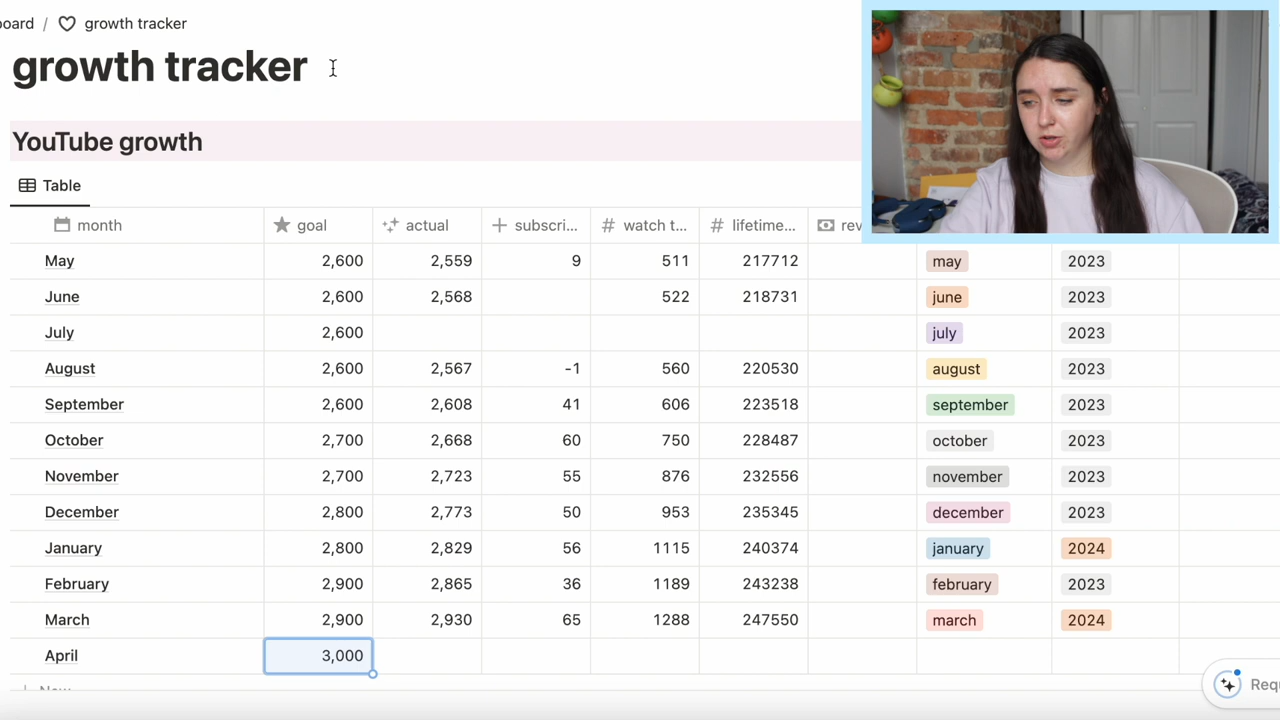 board / growth tracker
growth tracker
YouTube growth
Table
month goal actual subscri... watch t... lifetime... rev
May 2,600 2,559 9 511 217712 may 2023
June 2,600 2,568 522 218731 june 2023
July 2,600 july 2023
August 2,600 2,567 -1 560 220530 august 2023
September 2,600 2,608 41 606 223518 september 2023
October 2,700 2,668 60 750 228487 october 2023
November 2,700 2,723 55 876 232556 november 2023
December 2,800 2,773 50 953 235345 december 2023
January 2,800 2,829 56 1115 240374 january 2024
February 2,900 2,865 36 1189 243238 february 2023
March 2,900 2,930 65 1288 247550 march 2024
April 3,000
New
Requ